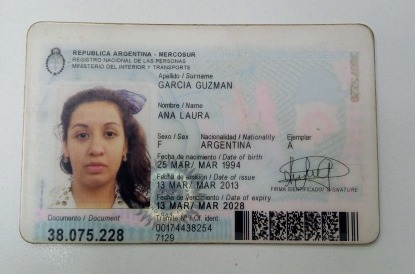 REPUBLICA ARGENTINA - MERCOSUR
REGISTRO NACIONAL DE LAS PERSONAS
MINISTERIO DEL INTERIOR Y TRANSPORTE
Apellido / Surname
GARCIA GUZMAN
Nombre / Name
ANA LAURA
Sexo / Sex Nacionalidad / Nationality Ejemplar
F ARGENTINA A
Fecha de nacimiento / Date of birth
25 MAR/ MAR 1994
Fecha de emisión / Date of issue
13 MAR/ MAR 2013
Fecha de vencimiento / Date of expiry
13 MAR/ MAR 2028
FIRMA IDENTIFICADO/ SIGNATURE
Documento / Document
38.075.228
Trámite N° / Of. ident.
00174438254
7129